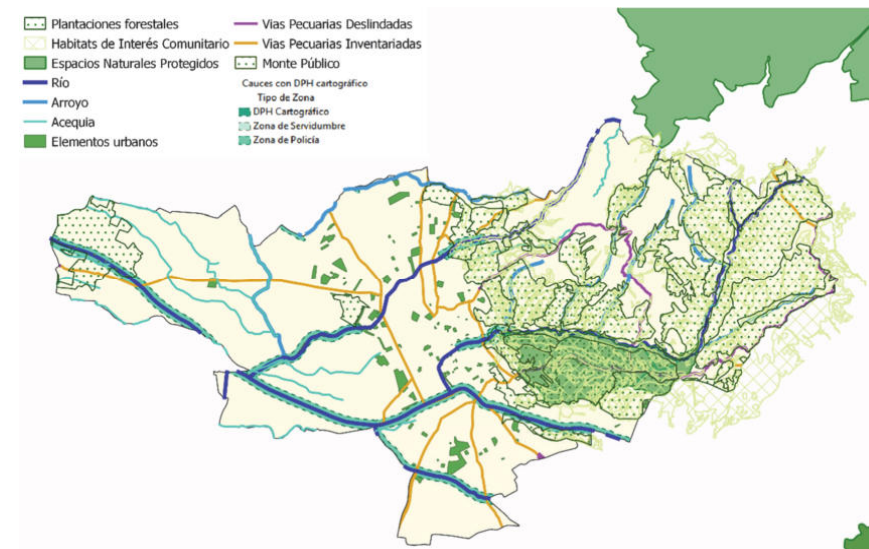 Plantaciones forestales
Habitats de Interés Comunitario
Espacios Naturales Protegidos
Río
Arroyo
Acequia
Elementos urbanos
Vias Pecuarias Deslindadas
Vias Pecuarias Inventariadas
Monte Público
Cauces con DPH cartográfico
Tipo de Zona
DPH Cartográfico
Zona de Servidumbre
Zona de Policía